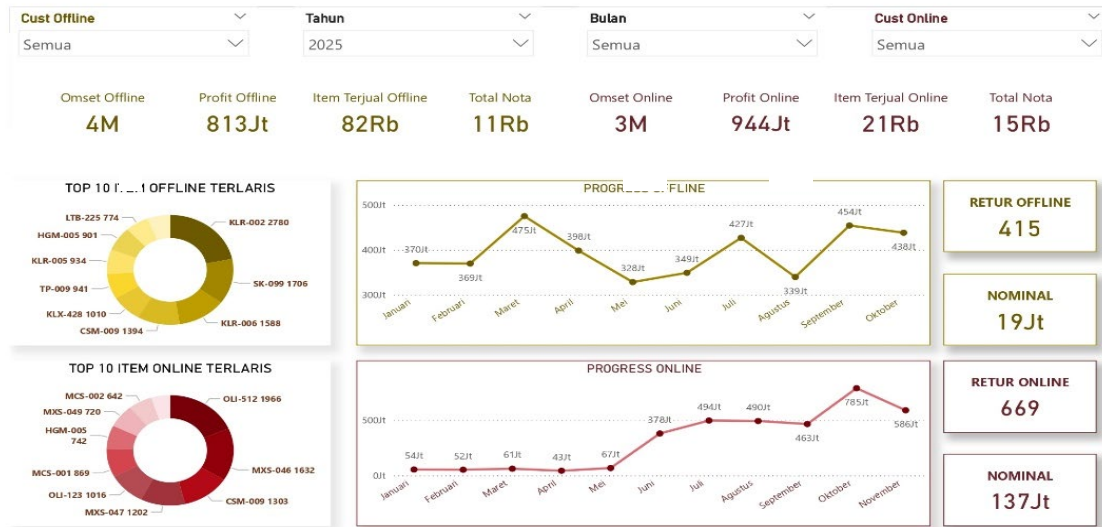 Cust Offline
Semua
Tahun
2025
Bulan
Semua
Cust Online
Semua
Omset Offline
4M
Profit Offline
813Jt
Item Terjual Offline
82Rb
Total Nota
11Rb
Omset Online
3M
Profit Online
944Jt
Item Terjual Online
21Rb
Total Nota
15Rb
TOP 10 OFFLINE TERLARIS
KLR-002 2780
SK-099 1706
KLR-006 1588
CSM-009 1394
KLX-428 1010
TP-009 941
KLR-005 934
HGM-005 901
LTB-225 774
PROGRESS OFFLINE
500Jt
400Jt
300Jt
370Jt
369Jt
475Jt
398Jt
328Jt
349Jt
427Jt
339Jt
454Jt
438Jt
Januari
Februari
Maret
April
Mei
Juni
Juli
Agustus
September
Oktober
RETUR OFFLINE
415
NOMINAL
19Jt
TOP 10 ITEM ONLINE TERLARIS
OLI-512 1966
MXS-046 1632
CSM-009 1303
MXS-047 1202
OLI-123 1016
MCS-001 869
HGM-005
742
MXS-049 720
MCS-002 642
PROGRESS ONLINE
500Jt
0Jt
54Jt
52Jt
61Jt
43Jt
67Jt
378Jt
494Jt
490Jt
463Jt
785Jt
586Jt
Januari
Februari
Maret
April
Mei
Juni
Juli
Agustus
September
Oktober
November
RETUR ONLINE
669
NOMINAL
137Jt